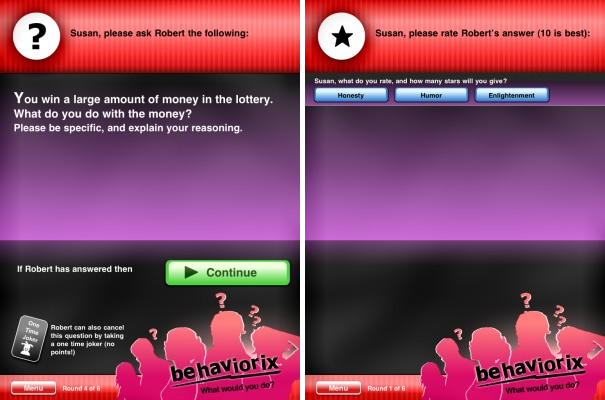 ?
Susan, please ask Robert the following:
You win a large amount of money in the lottery.
What do you do with the money?
Please be specific, and explain your reasoning.
If Robert has answered then
Continue
One
Time
Joker
Robert can also cancel
this question by taking
a one time joker (no
points!)
? ? ? ?
behaviorix
What would you do?
Menu
Round 4 of 6
Susan, please rate Robert's answer (10 is best):
Susan, what do you rate, and how many stars will you give?
Honesty
Humor
Enlightenment
? ? ? ?
behaviorix
What would you do?
Menu
Round 1 of 6